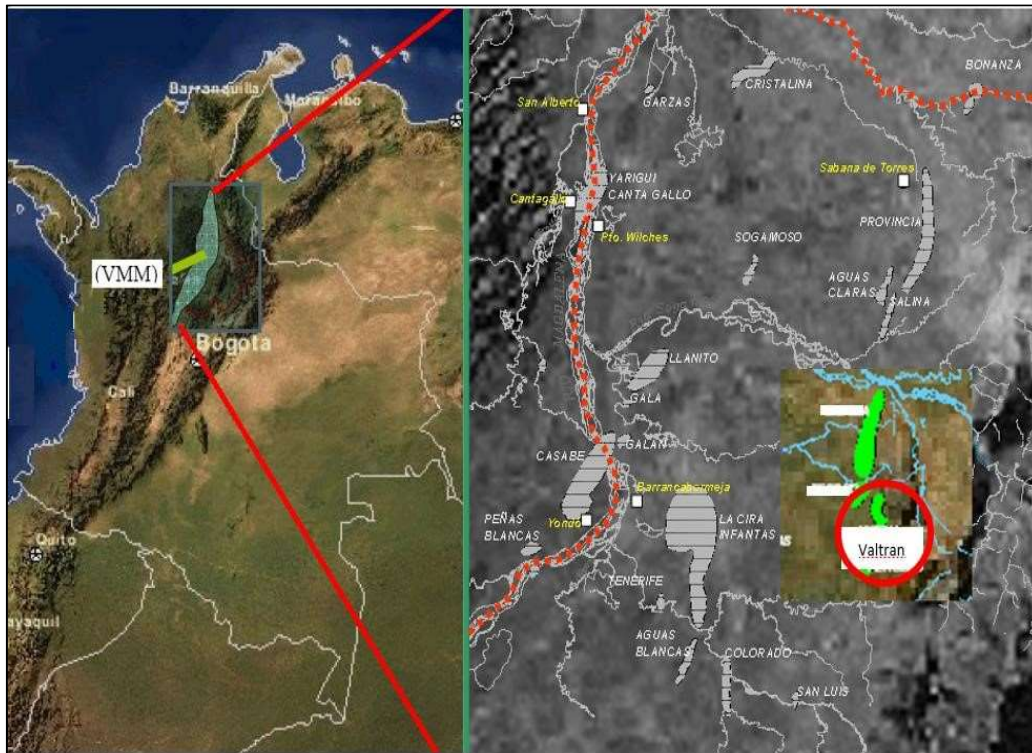 Barranquilla
(VMM)
Bogota
Cali
Quito
ayaquil
BONANZA
CRISTALINA
GARZAS
San Alberto
Sabana de Torres
YARIGUI
CANTA GALLO
Cantagallo
Pto. Wilches
PROVINCIA
SOGAMOSO
AGUAS
CLARAS
SALINA
LLANITO
GALA
GALAN
CASABE
Barrancabermeja
LA CIRA
INFANTAS
PEÑAS
BLANCAS
Yondo
Valtran
TENERIFE
AGUAS
BLANCAS
COLORADO
SAN LUIS